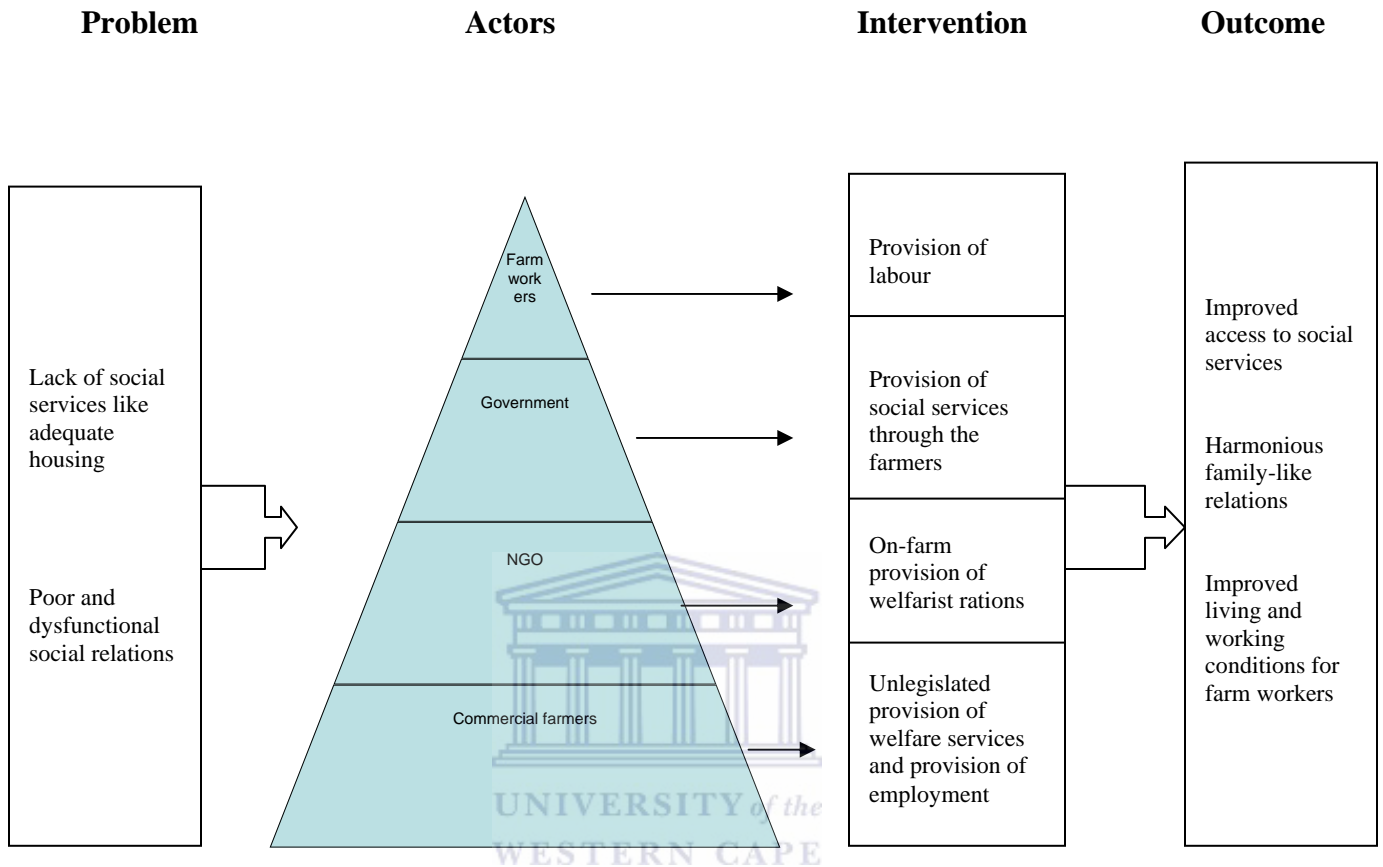 Problem
Actors
Intervention
Outcome
Lack of social
services like
adequate
housing
Poor and
dysfunctional
social relations
Farm
work
ers
Government
NGO
Commercial farmers
Provision of
labour
Provision of
social services
through the
farmers
On-farm
provision of
welfarist rations
Unlegislated
provision of
welfare services
and provision of
employment
Improved
access to social
services
Harmonious
family-like
relations
Improved
living and
working
conditions for
farm workers
UNIVERSITY of the
WESTERN CAPE